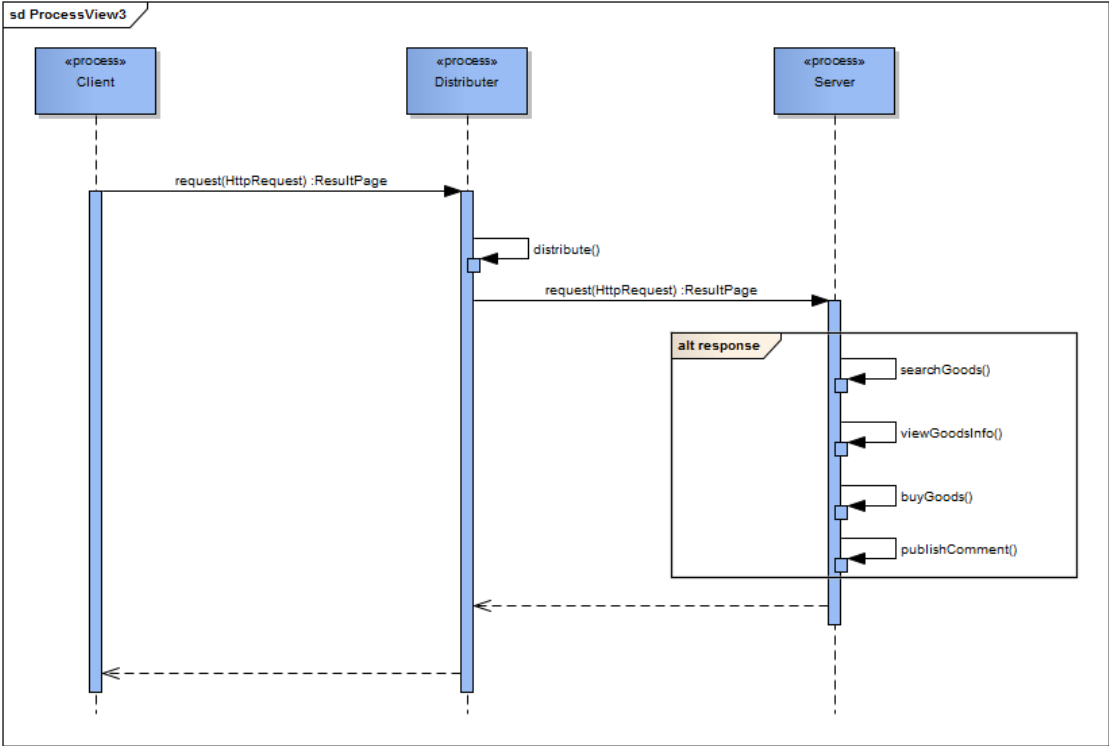 sd ProcessView3
«process»
Client
«process»
Distributer
«process»
Server
request(HttpRequest) :ResultPage
distribute()
request(HttpRequest) :ResultPage
alt response
searchGoods()
viewGoodsInfo()
buyGoods()
publishComment()